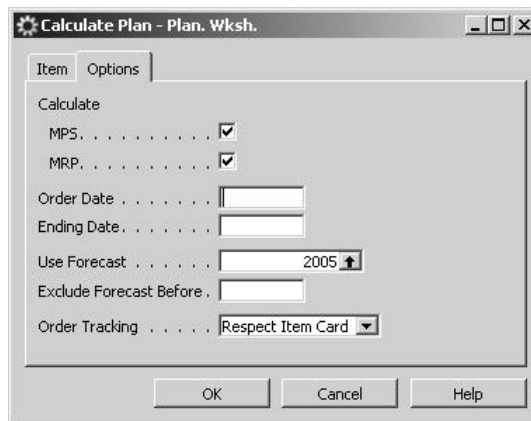 Calculate Plan - Plan. Wksh.
Item Options
Calculate
MPS. . . . . . . . . . .
MRP. . . . . . . . . . .
Order Date . . . . . . .
Ending Date. . . . . . .
Use Forecast . . . . . . 2005
Exclude Forecast Before .
Order Tracking . . . . . Respect Item Card
OK Cancel Help